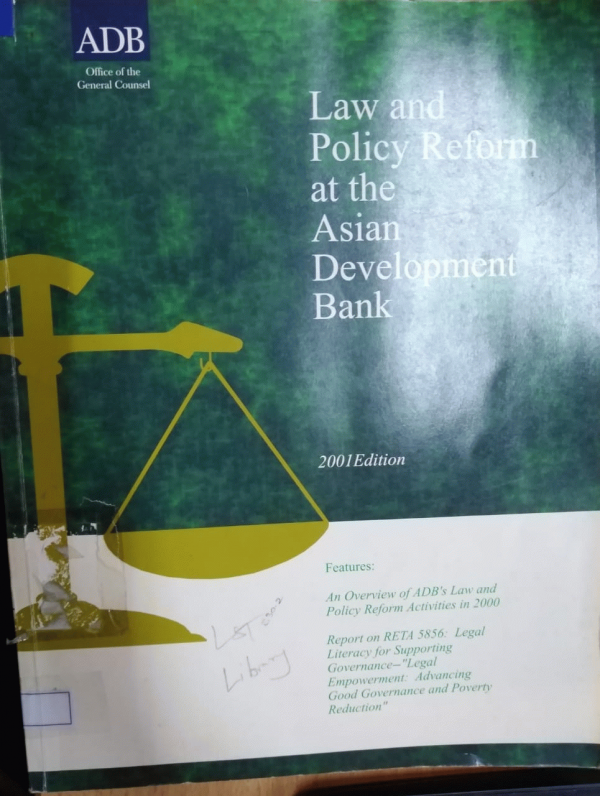 ADB
Office of the
General Counsel
Law and
Policy Reform
at the
Asian
Development
Bank
2001Edition
Features:
An Overview of ADB's Law and
Policy Reform Activities in 2000
Report on RETA 5856: Legal
Literacy for Supporting
Governance--"Legal
Empowerment: Advancing
Good Governance and Poverty
Reduction"
Library